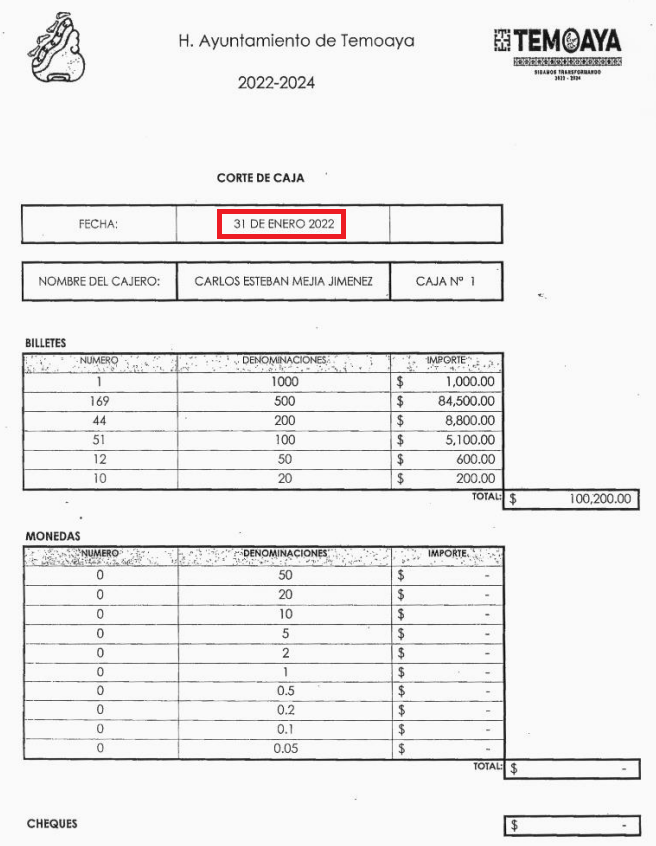 H. Ayuntamiento de Temoaya
TEMOAYA
2022-2024
SIGAMOS TRANSFORMANDO
2022 - 2024
CORTE DE CAJA
FECHA: 31 DE ENERO 2022
NOMBRE DEL CAJERO: CARLOS ESTEBAN MEJIA JIMENEZ CAJA Nº 1
BILLETES
NUMERO DENOMINACIONES IMPORTE
1 1000 $ 1,000.00
169 500 $ 84,500.00
44 200 $ 8,800.00
51 100 $ 5,100.00
12 50 $ 600.00
10 20 $ 200.00
TOTAL: $ 100,200.00
MONEDAS
NUMERO DENOMINACIONES IMPORTE
0 50 $ -
0 20 $ -
0 10 $ -
0 5 $ -
0 2 $ -
0 1 $ -
0 0.5 $ -
0 0.2 $ -
0 0.1 $ -
0 0.05 $ -
TOTAL: $ -
CHEQUES $ -